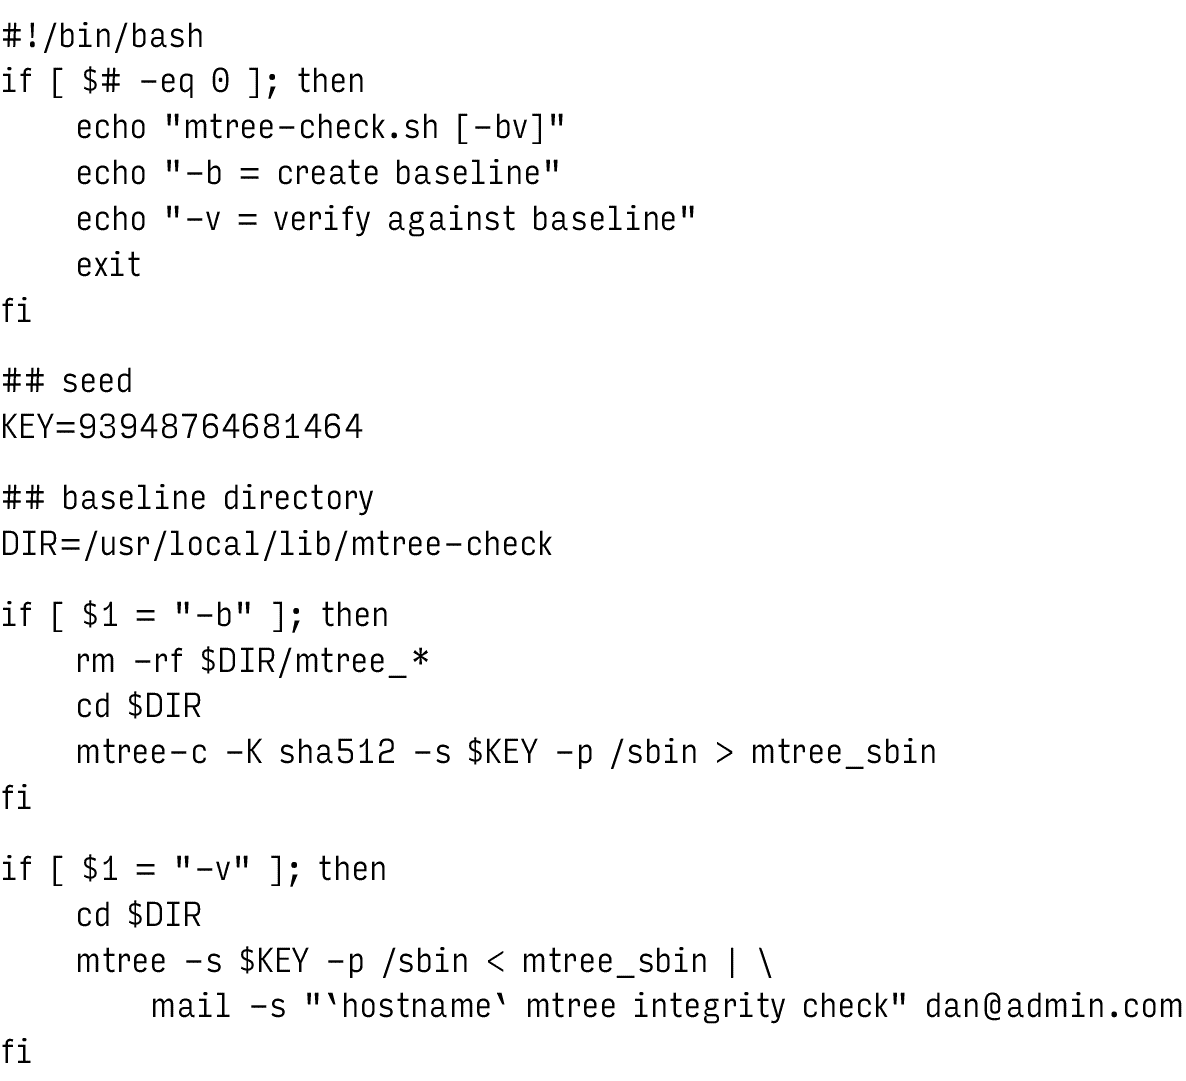 #!/bin/bash
if [ $# -eq 0 ]; then
echo "mtree-check.sh [-bv]"
echo "-b = create baseline"
echo "-v = verify against baseline"
exit
fi
## seed
KEY=93948764681464
## baseline directory
DIR=/usr/local/lib/mtree-check
if [ $1 = "-b" ]; then
rm -rf $DIR/mtree_*
cd $DIR
mtree-c -K sha512 -s $KEY -p /sbin > mtree_sbin
fi
if [ $1 = "-v" ]; then
cd $DIR
mtree -s $KEY -p /sbin < mtree_sbin | \
mail -s "‵hostname‵ mtree integrity check" dan@admin.com
fi